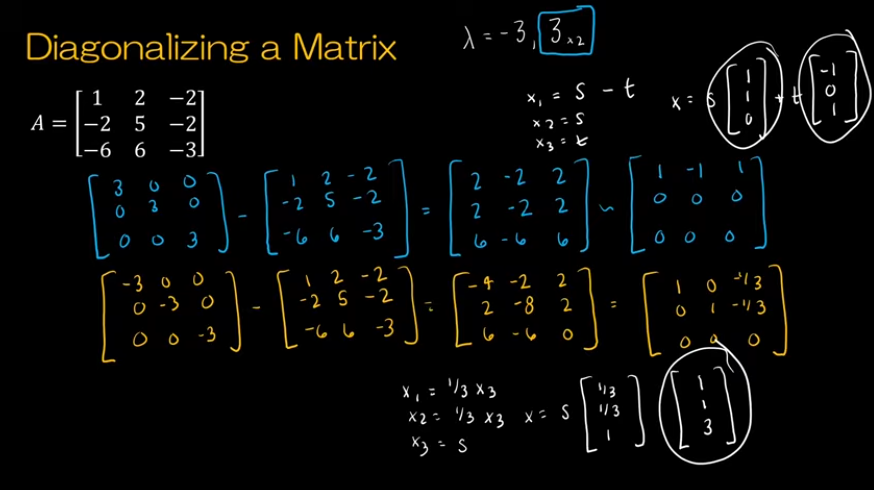 Diagonalizing a Matrix
λ = -3, 3 x2
A = [1 2 -2; -2 5 -2; -6 6 -3]
x₁ = s - t
x₂ = s
x₃ = t
x = s [1; 1; 0] + t [-1; 0; 1]
[3 0 0; 0 3 0; 0 0 3] - [1 2 -2; -2 5 -2; -6 6 -3] = [2 -2 2; 2 -2 2; 6 -6 6] ~ [1 -1 1; 0 0 0; 0 0 0]
[-3 0 0; 0 -3 0; 0 0 -3] - [1 2 -2; -2 5 -2; -6 6 -3] = [-4 -2 2; 2 -8 2; 6 -6 0] = [1 0 -1/3; 0 1 -1/3; 0 0 0]
x₁ = 1/3 x₃
x₂ = 1/3 x₃
x₃ = s
x = s [1/3; 1/3; 1] [1; 1; 3]